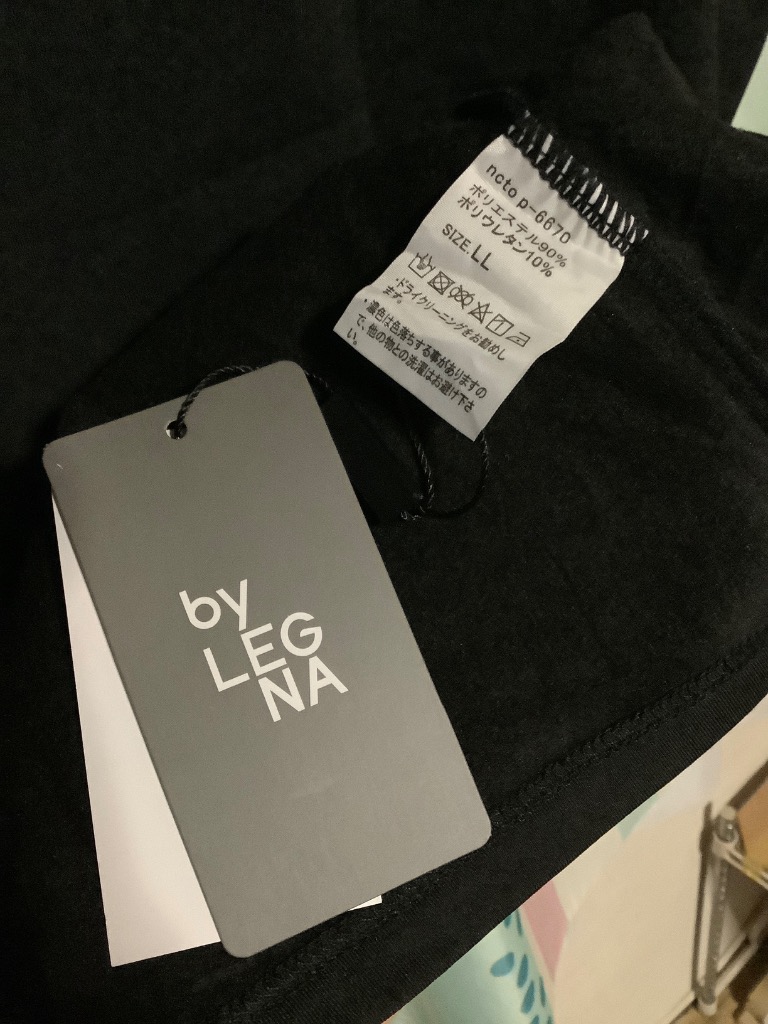 ncto p-6670
ポリエステル90%
ポリウレタン10%
SIZE.LL
・ドライクリーニングをお勧めし
ます。
・濃色は色落ちする事がありますの
で、他の物との洗濯はお避け下さ
い。
by
LEG
NA